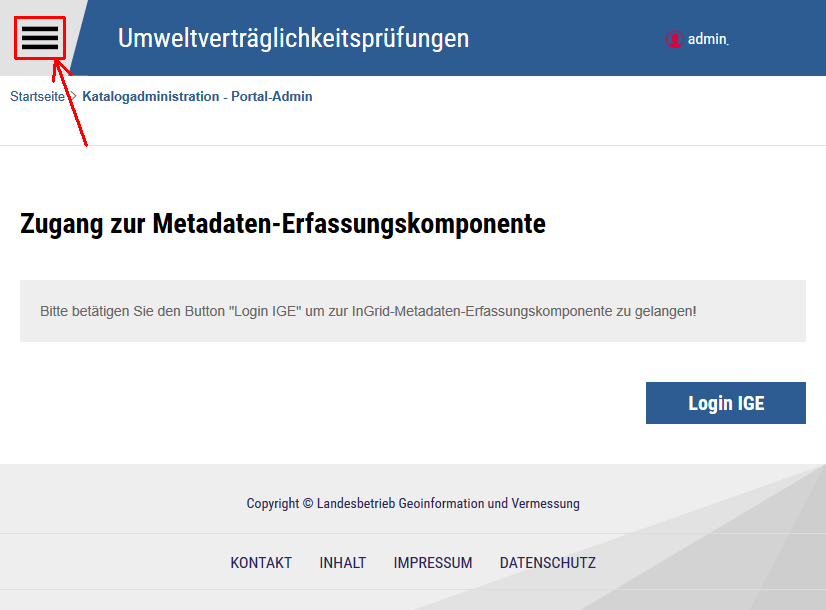 Umweltverträglichkeitsprüfungen
admin
Startseite > Katalogadministration - Portal-Admin
Zugang zur Metadaten-Erfassungskomponente
Bitte betätigen Sie den Button "Login IGE" um zur InGrid-Metadaten-Erfassungskomponente zu gelangen!
Login IGE
Copyright © Landesbetrieb Geoinformation und Vermessung
KONTAKT INHALT IMPRESSUM DATENSCHUTZ